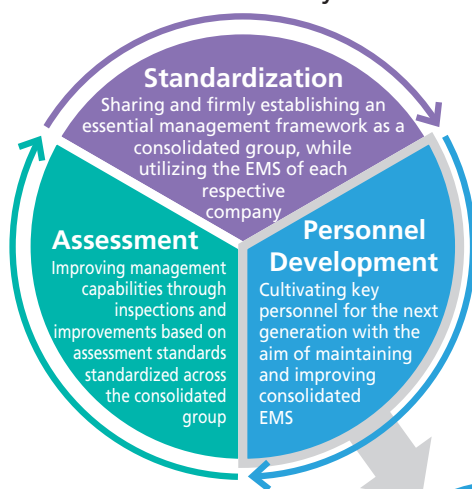 Standardization
Sharing and firmly establishing an
essential management framework as a
consolidated group, while
utilizing the EMS of each
respective
company
Assessment
Improving management
capabilities through
inspections and
improvements based on
assessment standards
standardized across
the consolidated
group
Personnel
Development
Cultivating key
personnel for the next
generation with the
aim of maintaining
and improving
consolidated
EMS